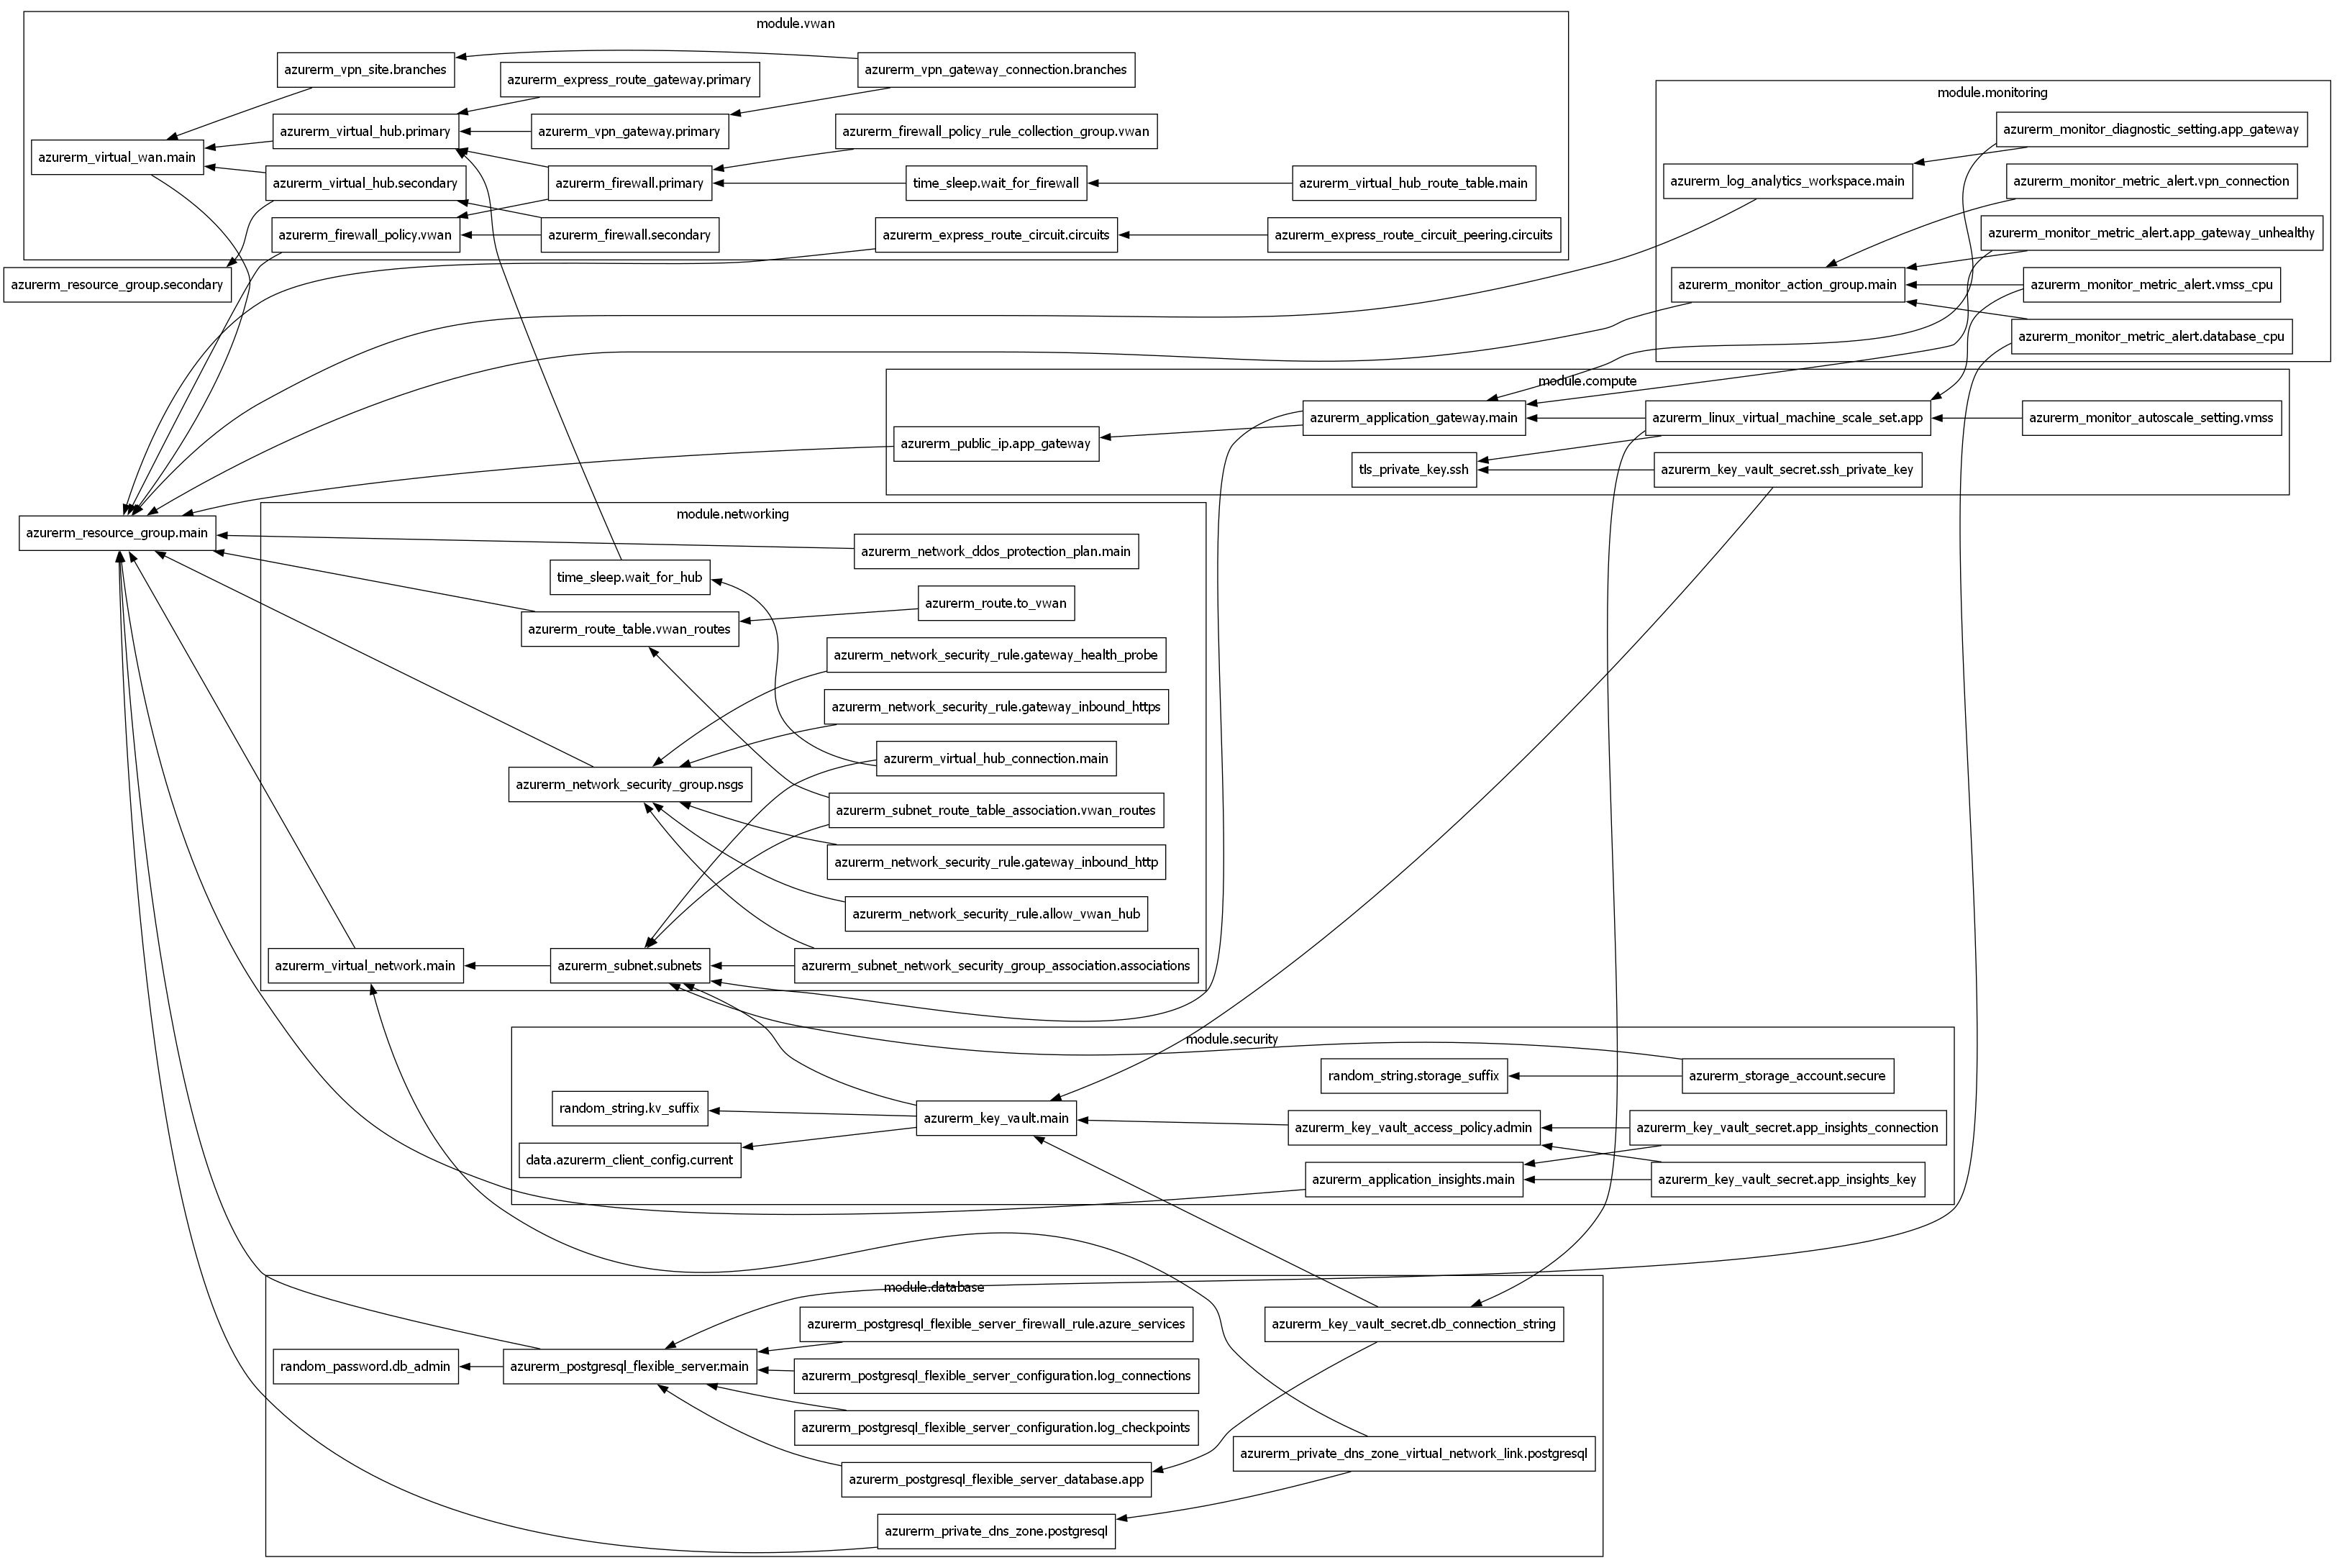 module.vwan
azurerm_vpn_site.branches
azurerm_vpn_gateway_connection.branches
azurerm_express_route_gateway.primary
azurerm_virtual_hub.primary
azurerm_vpn_gateway.primary
azurerm_firewall_policy_rule_collection_group.vwan
azurerm_virtual_wan.main
azurerm_virtual_hub.secondary
azurerm_firewall.primary
time_sleep.wait_for_firewall
azurerm_virtual_hub_route_table.main
azurerm_firewall_policy.vwan
azurerm_firewall.secondary
azurerm_express_route_circuit.circuits
azurerm_express_route_circuit_peering.circuits
azurerm_resource_group.secondary
module.monitoring
azurerm_monitor_diagnostic_setting.app_gateway
azurerm_log_analytics_workspace.main
azurerm_monitor_metric_alert.vpn_connection
azurerm_monitor_metric_alert.app_gateway_unhealthy
azurerm_monitor_action_group.main
azurerm_monitor_metric_alert.vmss_cpu
azurerm_monitor_metric_alert.database_cpu
module.compute
azurerm_application_gateway.main
azurerm_linux_virtual_machine_scale_set.app
azurerm_monitor_autoscale_setting.vmss
azurerm_public_ip.app_gateway
tls_private_key.ssh
azurerm_key_vault_secret.ssh_private_key
azurerm_resource_group.main
module.networking
azurerm_network_ddos_protection_plan.main
time_sleep.wait_for_hub
azurerm_route.to_vwan
azurerm_route_table.vwan_routes
azurerm_network_security_rule.gateway_health_probe
azurerm_network_security_rule.gateway_inbound_https
azurerm_virtual_hub_connection.main
azurerm_network_security_group.nsgs
azurerm_subnet_route_table_association.vwan_routes
azurerm_network_security_rule.gateway_inbound_http
azurerm_network_security_rule.allow_vwan_hub
azurerm_virtual_network.main
azurerm_subnet.subnets
azurerm_subnet_network_security_group_association.associations
module.security
random_string.storage_suffix
azurerm_storage_account.secure
random_string.kv_suffix
azurerm_key_vault.main
azurerm_key_vault_access_policy.admin
azurerm_key_vault_secret.app_insights_connection
data.azurerm_client_config.current
azurerm_application_insights.main
azurerm_key_vault_secret.app_insights_key
module.database
azurerm_postgresql_flexible_server_firewall_rule.azure_services
azurerm_key_vault_secret.db_connection_string
random_password.db_admin
azurerm_postgresql_flexible_server.main
azurerm_postgresql_flexible_server_configuration.log_connections
azurerm_postgresql_flexible_server_configuration.log_checkpoints
azurerm_private_dns_zone_virtual_network_link.postgresql
azurerm_postgresql_flexible_server_database.app
azurerm_private_dns_zone.postgresql